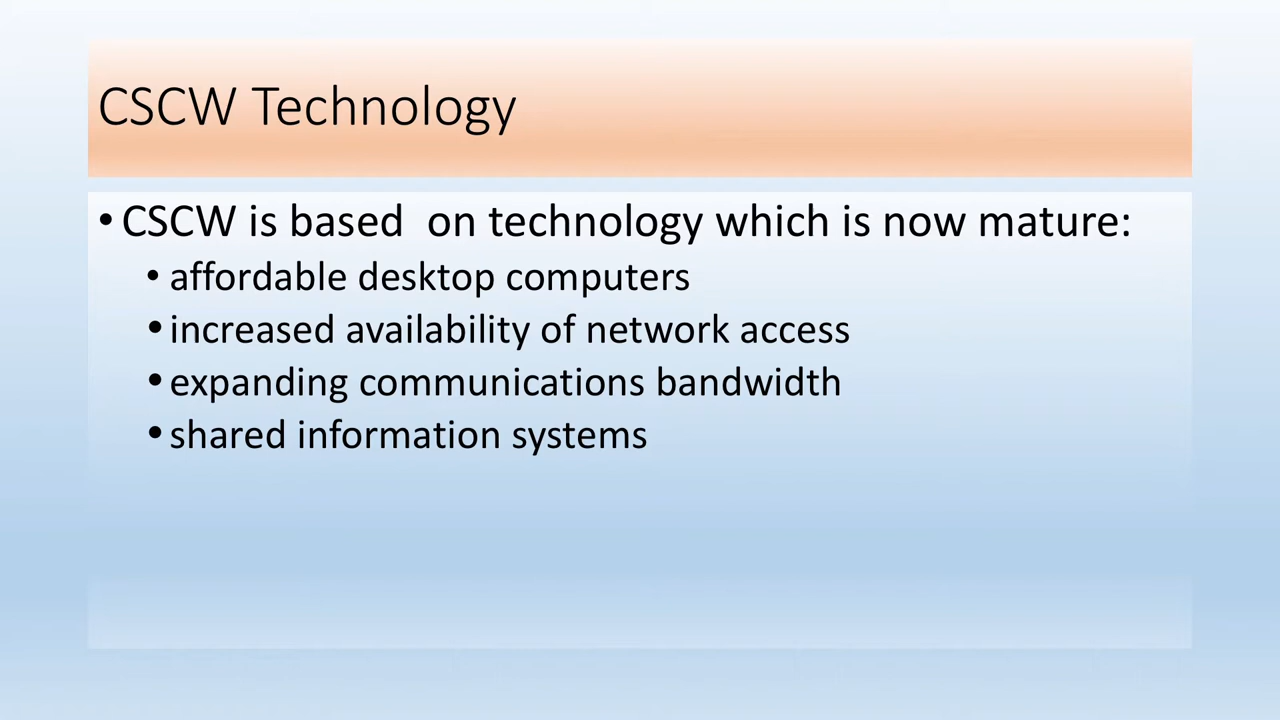 CSCW Technology
• CSCW is based  on technology which is now mature:
• affordable desktop computers
• increased availability of network access
• expanding communications bandwidth
• shared information systems